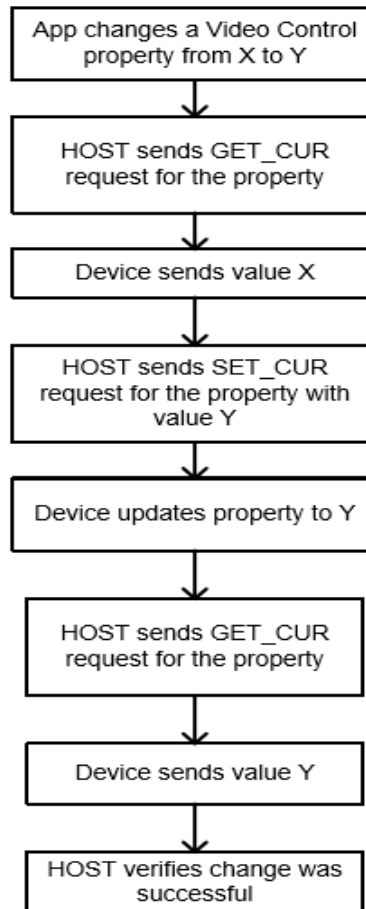 App changes a Video Control
property from X to Y
HOST sends GET_CUR
request for the property
Device sends value X
HOST sends SET_CUR
request for the property with
value Y
Device updates property to Y
HOST sends GET_CUR
request for the property
Device sends value Y
HOST verifies change was
successful